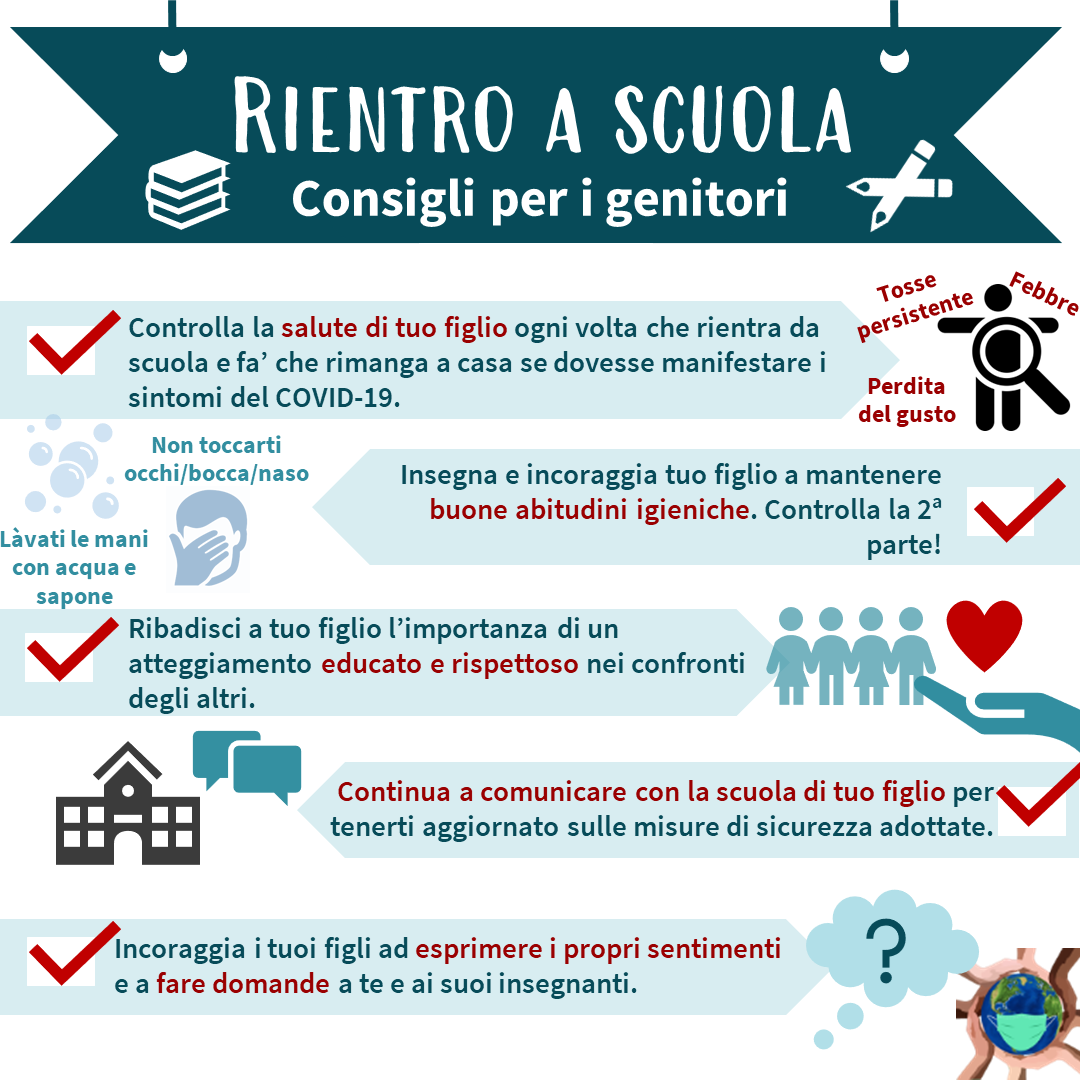 RIENTRO A SCUOLA
Consigli per i genitori
Controlla la salute di tuo figlio ogni volta che rientra da
scuola e fa’ che rimanga a casa se dovesse manifestare i
sintomi del COVID-19.
Tosse
persistente
Febbre
Perdita
del gusto
Non toccarti
occhi/bocca/naso
Làvati le mani
con acqua e
sapone
Insegna e incoraggia tuo figlio a mantenere
buone abitudini igieniche. Controlla la 2ª
parte!
Ribadisci a tuo figlio l’importanza di un
atteggiamento educato e rispettoso nei confronti
degli altri.
Continua a comunicare con la scuola di tuo figlio per
tenerti aggiornato sulle misure di sicurezza adottate.
Incoraggia i tuoi figli ad esprimere i propri sentimenti
e a fare domande a te e ai suoi insegnanti.
?